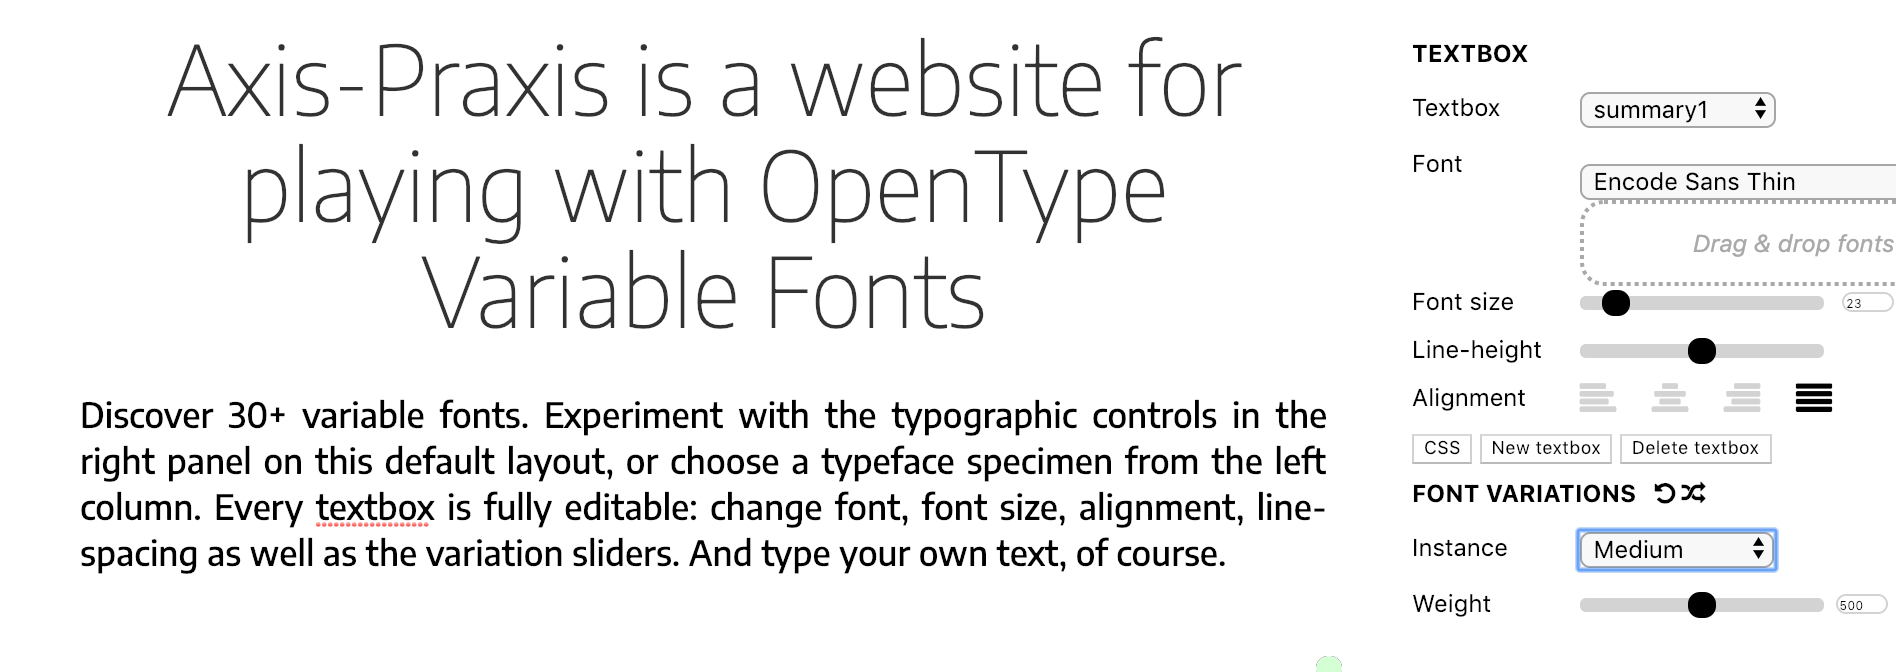 Axis-Praxis is a website for
playing with OpenType
Variable Fonts
Discover 30+ variable fonts. Experiment with the typographic controls in the
right panel on this default layout, or choose a typeface specimen from the left
column. Every textbox is fully editable: change font, font size, alignment, line-
spacing as well as the variation sliders. And type your own text, of course.
TEXTBOX
Textbox summary1
Font Encode Sans Thin
Drag & drop fonts
Font size 23
Line-height
Alignment
CSS New textbox Delete textbox
FONT VARIATIONS
Instance Medium
Weight 500